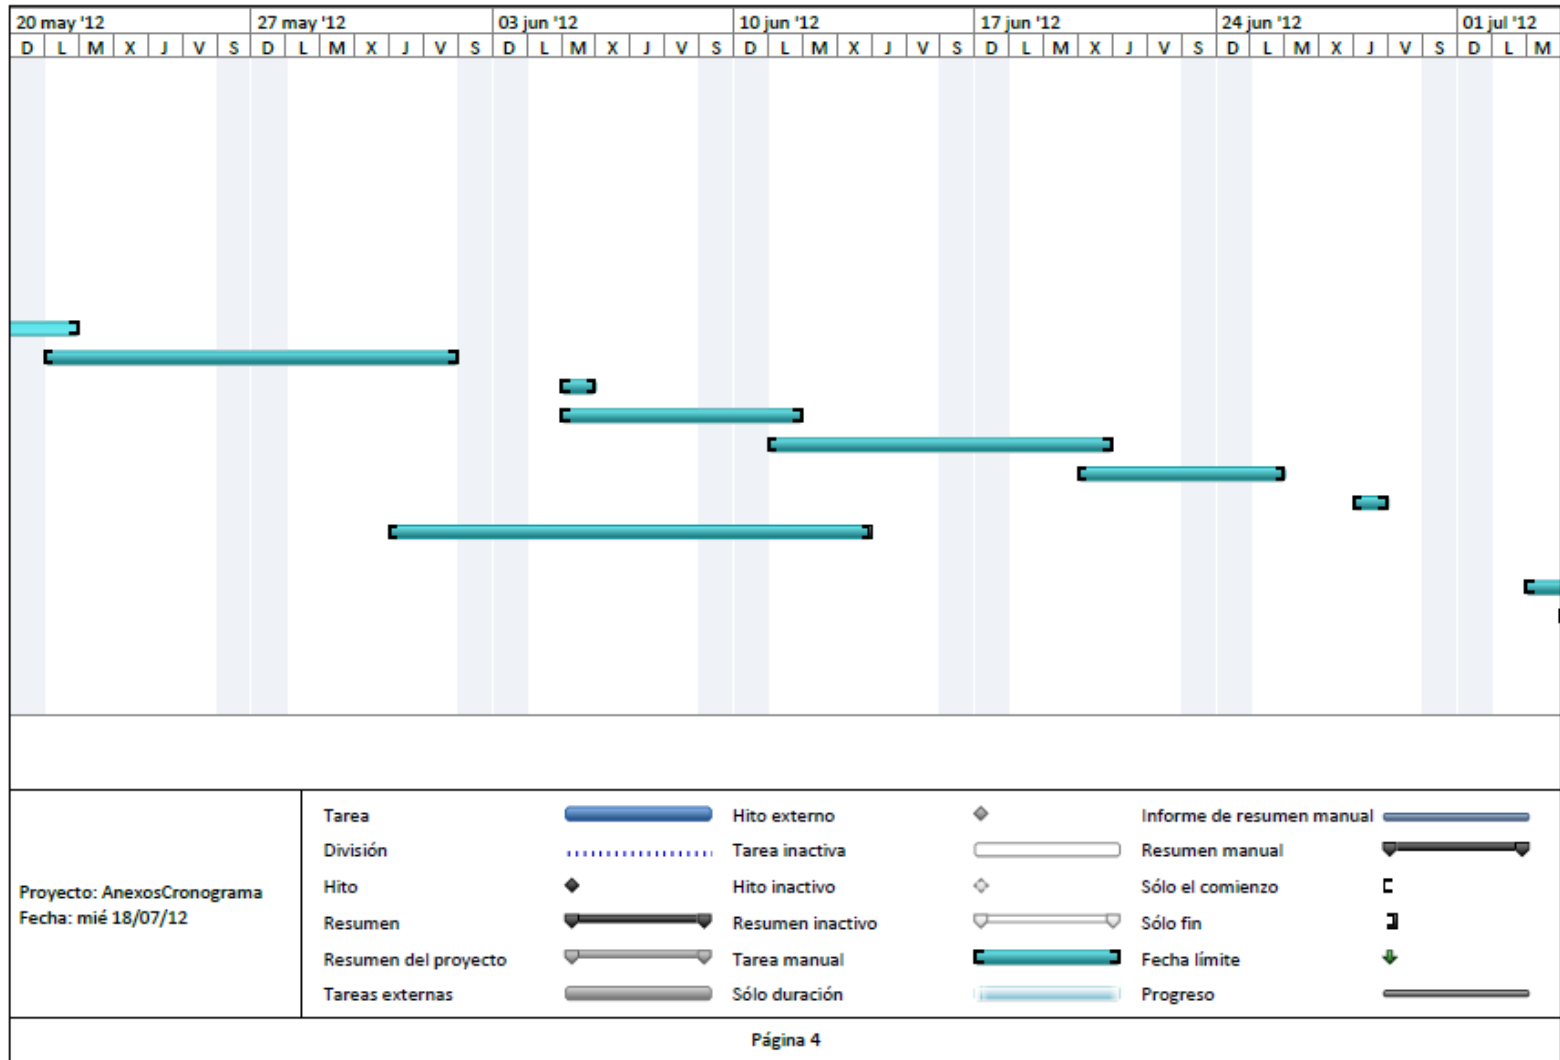 20 may '12 27 may '12 03 jun '12 10 jun '12 17 jun '12 24 jun '12 01 jul '12
D L M X J V S D L M X J V S D L M X J V S D L M X J V S D L M X J V S D L M X J V S D L M
Proyecto: AnexosCronograma
Fecha: mié 18/07/12
Tarea
División
Hito
Resumen
Resumen del proyecto
Tareas externas
Hito externo
Tarea inactiva
Hito inactivo
Resumen inactivo
Tarea manual
Sólo duración
Informe de resumen manual
Resumen manual
Sólo el comienzo
Sólo fin
Fecha límite
Progreso
Página 4